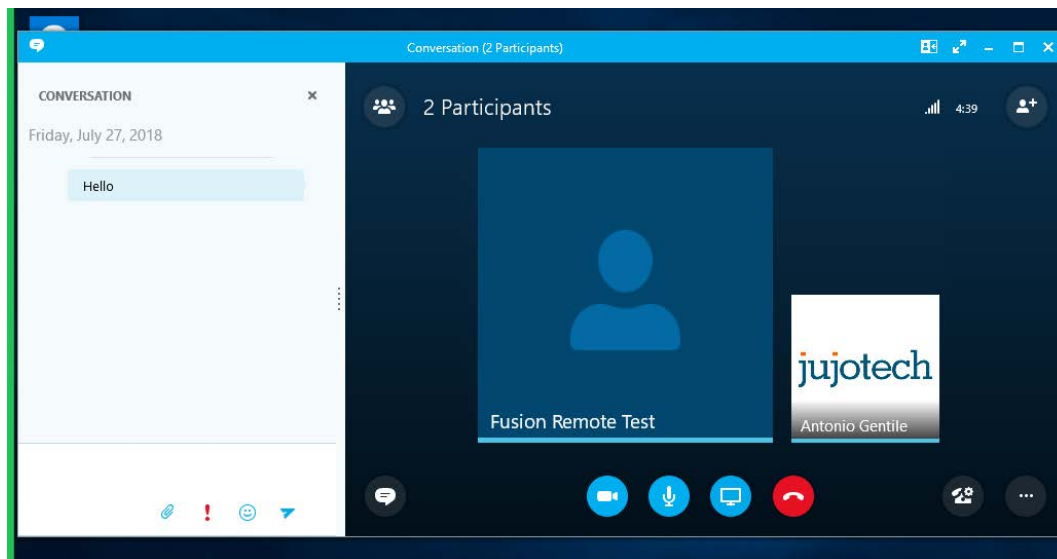 Conversation (2 Participants)
CONVERSATION
Friday, July 27, 2018
Hello
2 Participants
4:39
Fusion Remote Test
jujotech
Antonio Gentile